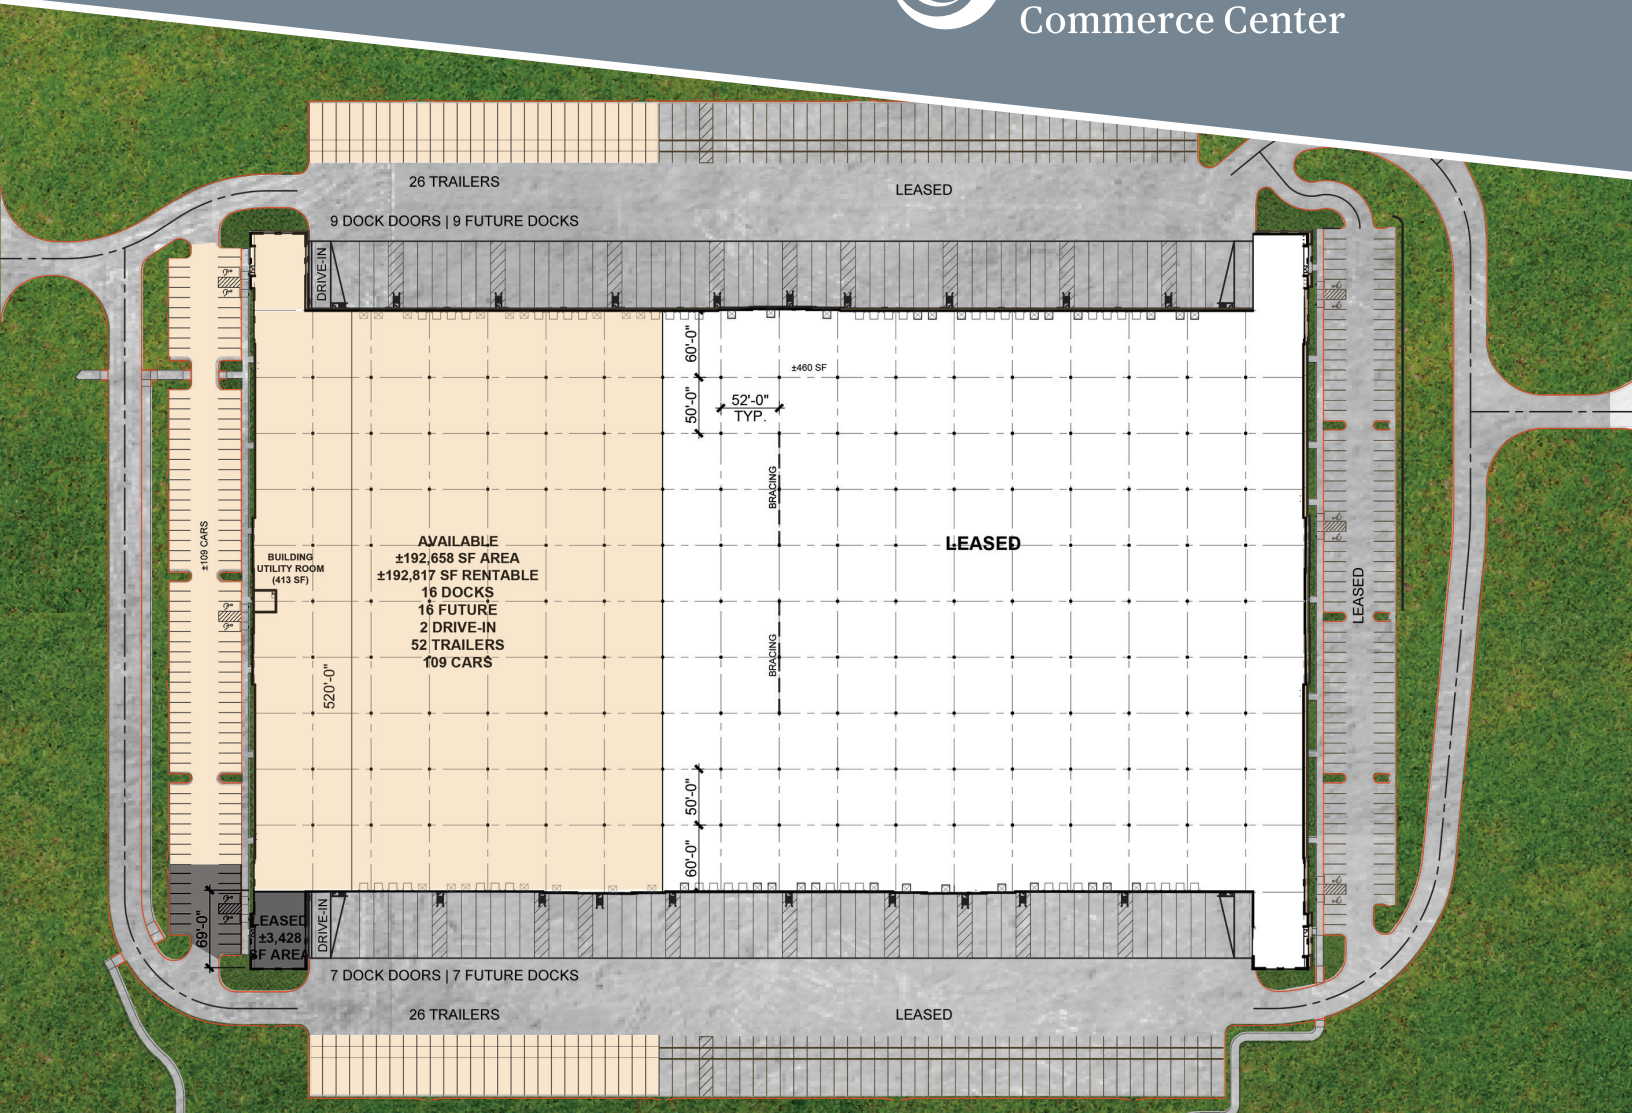 Commerce Center
26 TRAILERS
LEASED
9 DOCK DOORS | 9 FUTURE DOCKS
DRIVE-IN
60'-0"
±460 SF
50'-0"
52'-0"
TYP.
BRACING
±109 CARS
BUILDING
UTILITY ROOM
(413 SF)
AVAILABLE
±192,658 SF AREA
±192,817 SF RENTABLE
16 DOCKS
16 FUTURE
2 DRIVE-IN
52 TRAILERS
109 CARS
LEASED
LEASED
520'-0"
BRACING
50'-0"
60'-0"
69'-0"
LEASED
±3,428
SF AREA
DRIVE-IN
7 DOCK DOORS | 7 FUTURE DOCKS
26 TRAILERS
LEASED